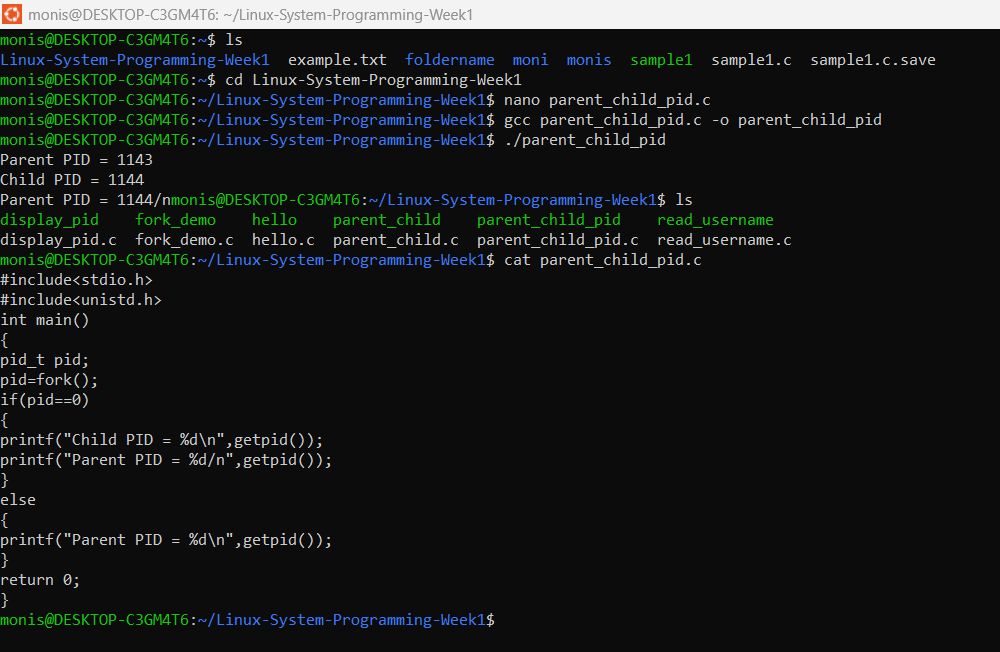 monis@DESKTOP-C3GM4T6: ~/Linux-System-Programming-Week1
monis@DESKTOP-C3GM4T6:~$ ls
Linux-System-Programming-Week1  example.txt  foldername  moni  monis  sample1  sample1.c  sample1.c.save
monis@DESKTOP-C3GM4T6:~$ cd Linux-System-Programming-Week1
monis@DESKTOP-C3GM4T6:~/Linux-System-Programming-Week1$ nano parent_child_pid.c
monis@DESKTOP-C3GM4T6:~/Linux-System-Programming-Week1$ gcc parent_child_pid.c -o parent_child_pid
monis@DESKTOP-C3GM4T6:~/Linux-System-Programming-Week1$ ./parent_child_pid
Parent PID = 1143
Child PID = 1144
Parent PID = 1144/nmonis@DESKTOP-C3GM4T6:~/Linux-System-Programming-Week1$ ls
display_pid    fork_demo    hello    parent_child    parent_child_pid    read_username
display_pid.c  fork_demo.c  hello.c  parent_child.c  parent_child_pid.c  read_username.c
monis@DESKTOP-C3GM4T6:~/Linux-System-Programming-Week1$ cat parent_child_pid.c
#include<stdio.h>
#include<unistd.h>
int main()
{
pid_t pid;
pid=fork();
if(pid==0)
{
printf("Child PID = %d\n",getpid());
printf("Parent PID = %d/n",getpid());
}
else
{
printf("Parent PID = %d\n",getpid());
}
return 0;
}
monis@DESKTOP-C3GM4T6:~/Linux-System-Programming-Week1$